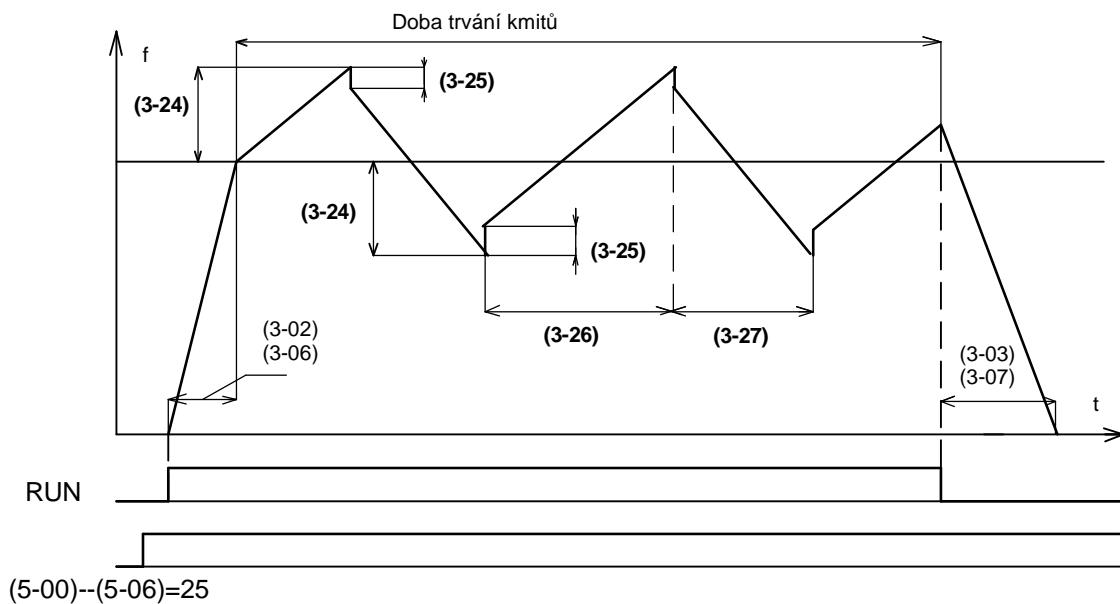 Doba trvání kmitů
f
(3-24)
(3-25)
(3-24)
(3-25)
(3-26)
(3-27)
(3-02)
(3-06)
(3-03)
(3-07)
t
RUN
(5-00)--(5-06)=25